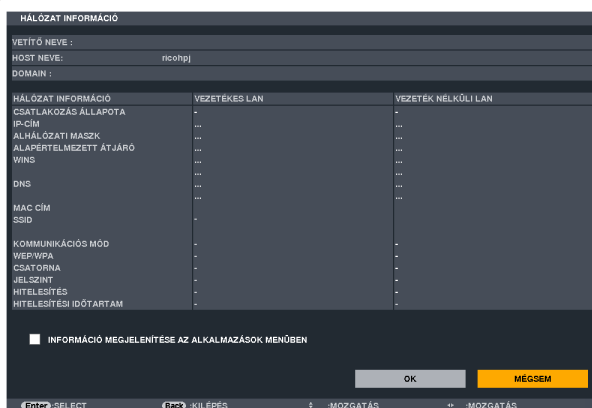 HÁLÓZAT INFORMÁCIÓ
VETÍTŐ NEVE :
HOST NEVE: ricohpj
DOMAIN :
HÁLÓZAT INFORMÁCIÓ VEZETÉKES LAN VEZETÉK NÉLKÜLI LAN
CSATLAKOZÁS ÁLLAPOTA - -
IP-CÍM ... ...
ALHÁLÓZATI MASZK ... ...
ALAPÉRTELMEZETT ÁTJÁRÓ ... ...
WINS ... ...
... ...
DNS ... ...
... ...
MAC CÍM
SSID -
KOMMUNIKÁCIÓS MÓD - -
WEP/WPA - -
CSATORNA - -
JELSZINT - -
HITELESÍTÉS - -
HITELESÍTÉSI IDŐTARTAM - -
INFORMÁCIÓ MEGJELENÍTÉSE AZ ALKALMAZÁSOK MENÜBEN
OK MÉGSEM
Enter :SELECT Back :KILÉPÉS :MOZGATÁS :MOZGATÁS